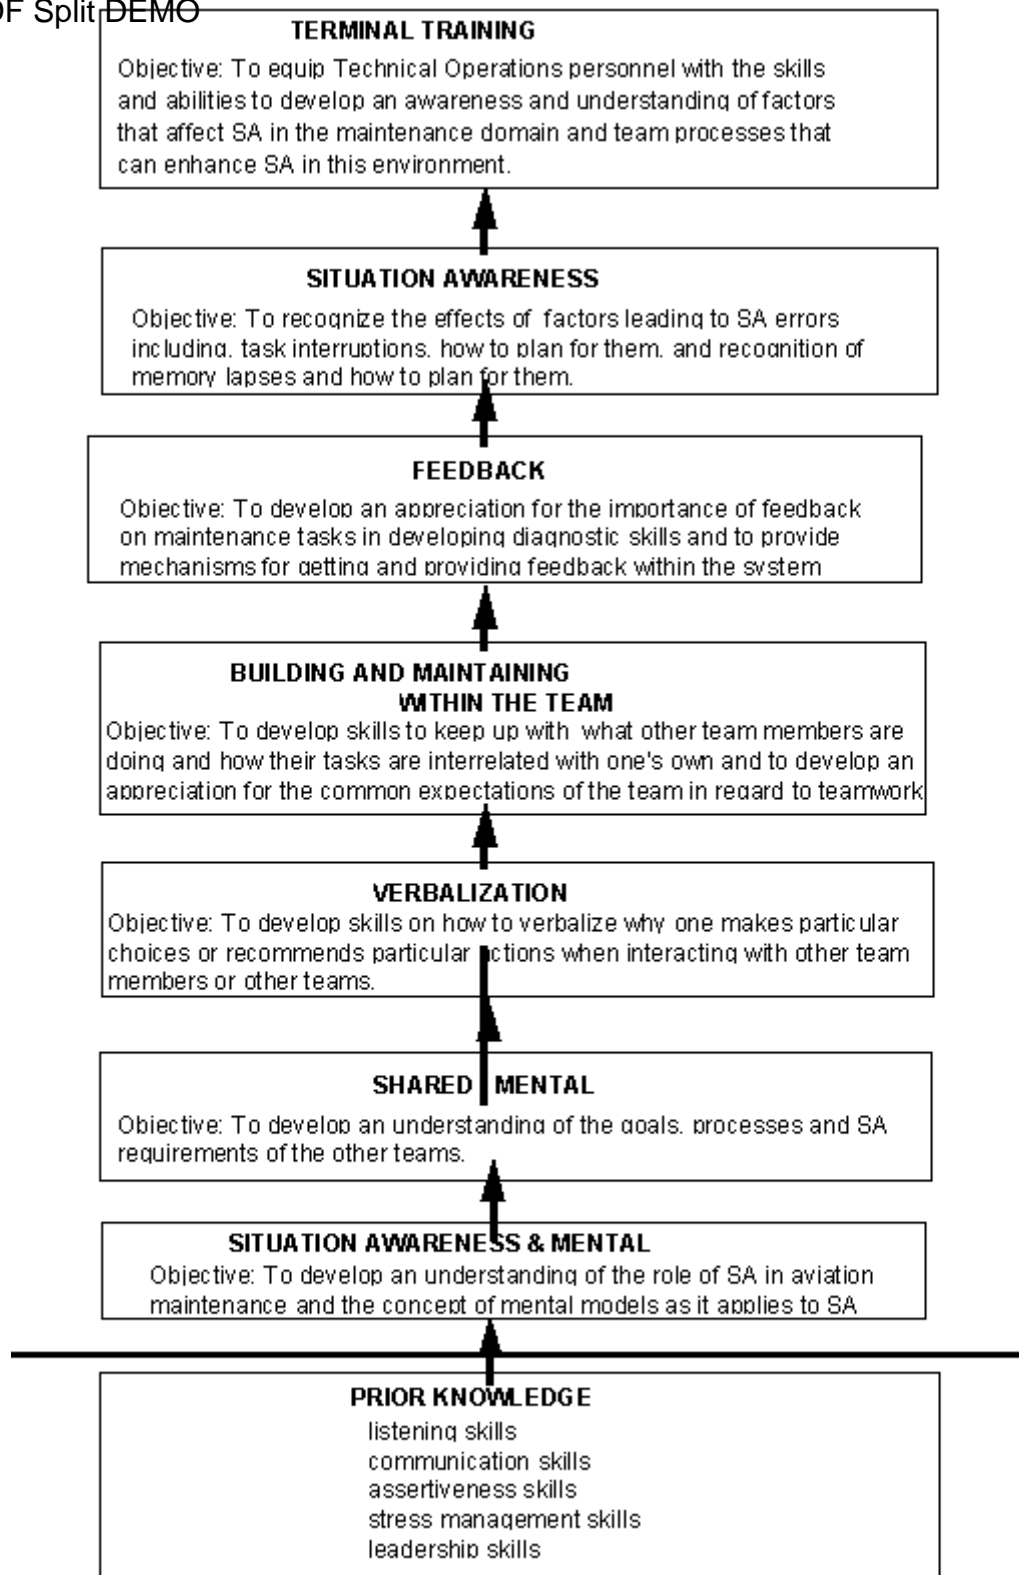 DF Split DEMO
TERMINAL TRAINING
Objective: To equip Technical Operations personnel with the skills
and abilities to develop an awareness and understanding of factors
that affect SA in the maintenance domain and team processes that
can enhance SA in this environment.
SITUATION AWARENESS
Objective: To recognize the effects of factors leading to SA errors
including, task interruptions, how to plan for them, and recognition of
memory lapses and how to plan for them.
FEEDBACK
Objective: To develop an appreciation for the importance of feedback
on maintenance tasks in developing diagnostic skills and to provide
mechanisms for getting and providing feedback within the system
BUILDING AND MAINTAINING
WITHIN THE TEAM
Objective: To develop skills to keep up with what other team members are
doing and how their tasks are interrelated with one's own and to develop an
appreciation for the common expectations of the team in regard to teamwork
VERBALIZATION
Objective: To develop skills on how to verbalize why one makes particular
choices or recommends particular actions when interacting with other team
members or other teams.
SHARED MENTAL
Objective: To develop an understanding of the goals, processes and SA
requirements of the other teams.
SITUATION AWARENESS & MENTAL
Objective: To develop an understanding of the role of SA in aviation
maintenance and the concept of mental models as it applies to SA
PRIOR KNOWLEDGE
listening skills
communication skills
assertiveness skills
stress management skills
leadership skills